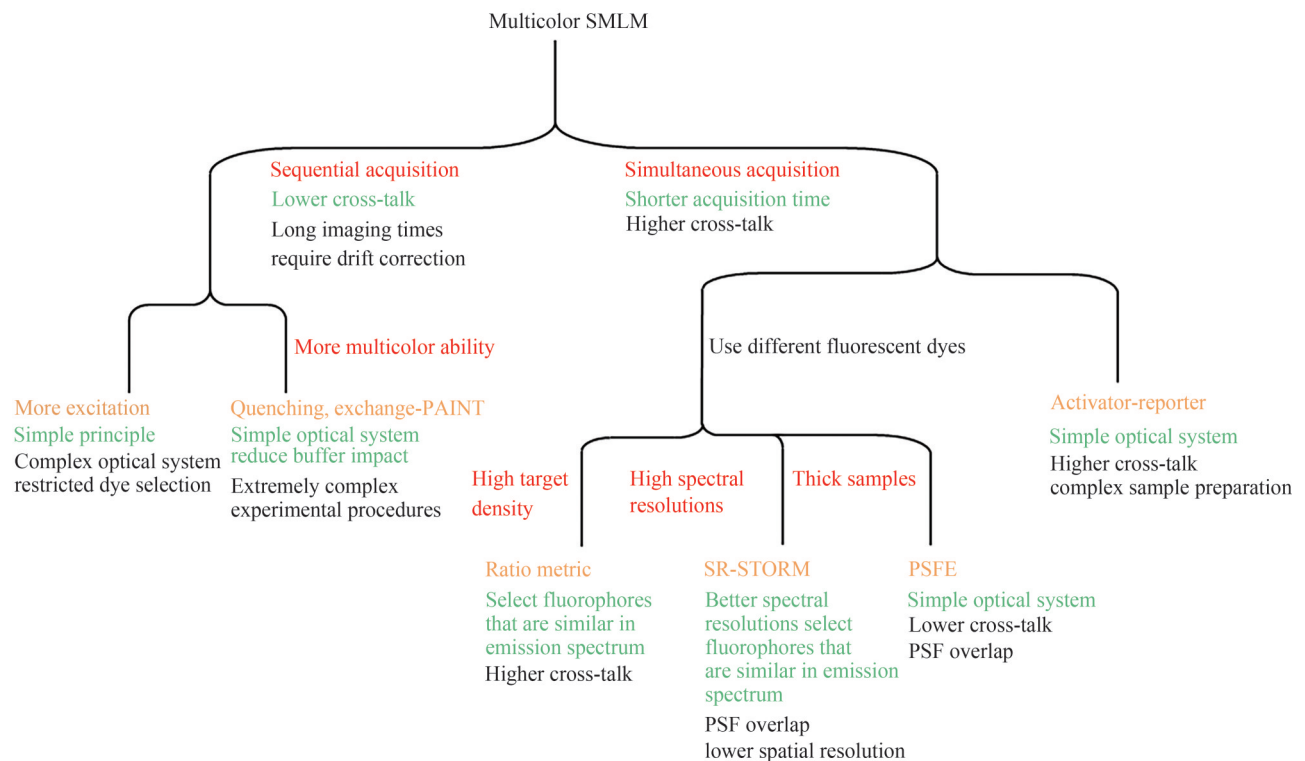 Multicolor SMLM
Sequential acquisition
Lower cross-talk
Long imaging times
require drift correction
Simultaneous acquisition
Shorter acquisition time
Higher cross-talk
More multicolor ability
Use different fluorescent dyes
More excitation
Simple principle
Complex optical system
restricted dye selection
Quenching, exchange-PAINT
Simple optical system
reduce buffer impact
Extremely complex
experimental procedures
Activator-reporter
Simple optical system
Higher cross-talk
complex sample preparation
High target
density
High spectral
resolutions
Thick samples
Ratio metric
Select fluorophores
that are similar in
emission spectrum
Higher cross-talk
SR-STORM
Better spectral
resolutions select
fluorophores that
are similar in emission
spectrum
PSF overlap
lower spatial resolution
PSFE
Simple optical system
Lower cross-talk
PSF overlap